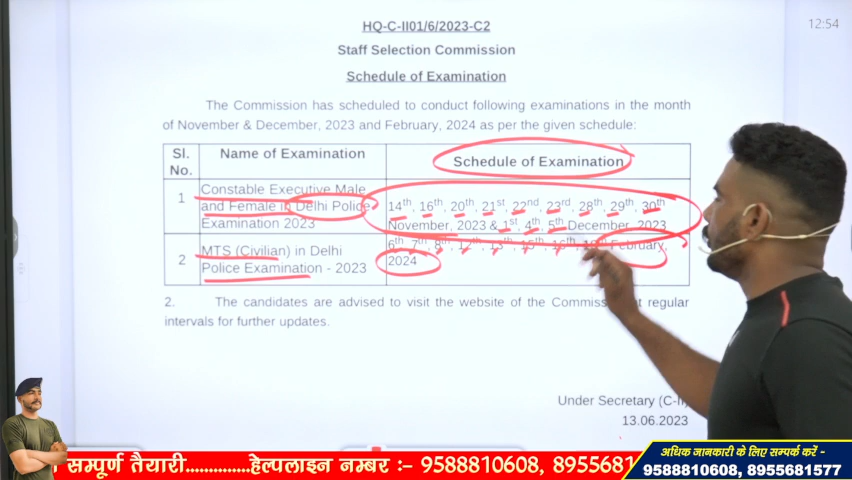 12:54
HQ-C-II01/6/2023-C2
Staff Selection Commission
Schedule of Examination
The Commission has scheduled to conduct following examinations in the month
of November & December, 2023 and February, 2024 as per the given schedule:
Sl. No. Name of Examination Schedule of Examination
1 Constable Executive Male and Female in Delhi Police Examination 2023
14th, 16th, 20th, 21st, 22nd, 23rd, 28th, 29th, 30th
November, 2023 & 1st, 4th, 5th December, 2023
2 MTS (Civilian) in Delhi Police Examination - 2023
6th, 7th, 8th, 12th, 13th, 15th, 16th, February,
2024
2. The candidates are advised to visit the website of the regular
intervals for further updates.
Under Secretary (C-II)
13.06.2023
सम्पूर्ण तैयारी..............हेल्पलाइन नम्बर :- 9588810608, 8955681
अधिक जानकारी के लिए सम्पर्क करें -
9588810608, 8955681577